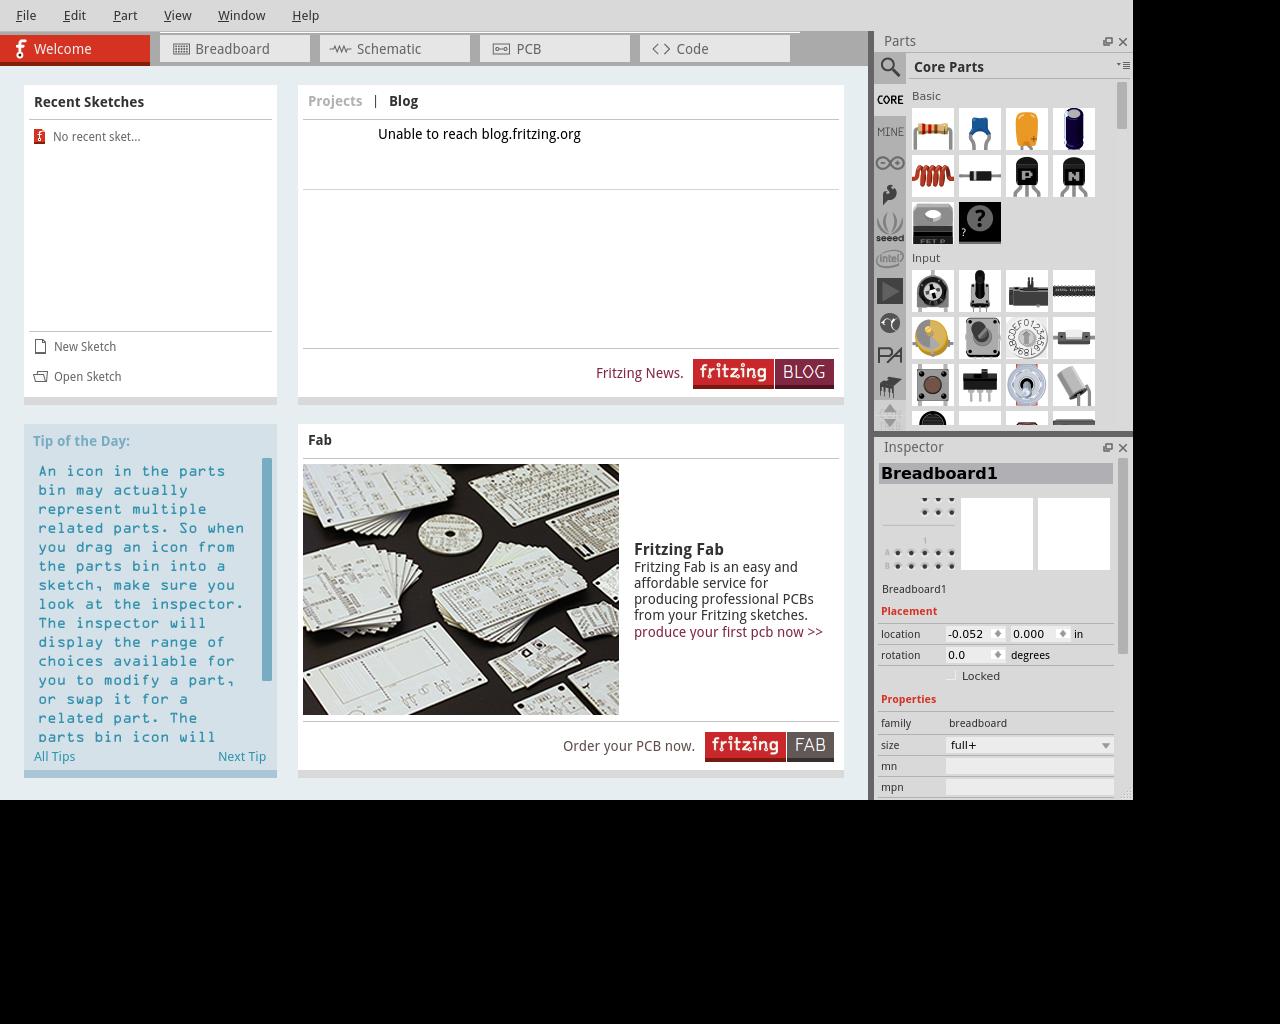 File Edit Part View Window Help
Welcome Breadboard Schematic PCB Code
Recent Sketches
No recent sket...
New Sketch
Open Sketch
Projects | Blog
Unable to reach blog.fritzing.org
Fritzing News. fritzing BLOG
Tip of the Day:
An icon in the parts
bin may actually
represent multiple
related parts. So when
you drag an icon from
the parts bin into a
sketch, make sure you
look at the inspector.
The inspector will
display the range of
choices available for
you to modify a part,
or swap it for a
related part. The
parts bin icon will
All Tips Next Tip
Fab
Fritzing Fab
Fritzing Fab is an easy and
affordable service for
producing professional PCBs
from your Fritzing sketches.
produce your first pcb now >>
Order your PCB now. fritzing FAB
Parts
Core Parts
CORE
MINE
seeed
intel
PA
Basic
P N
FET P ? ?
Input
Inspector
Breadboard1
1
A
B
Breadboard1
Placement
location -0.052 0.000 in
rotation 0.0 degrees
Locked
Properties
family breadboard
size full+
mn
mpn